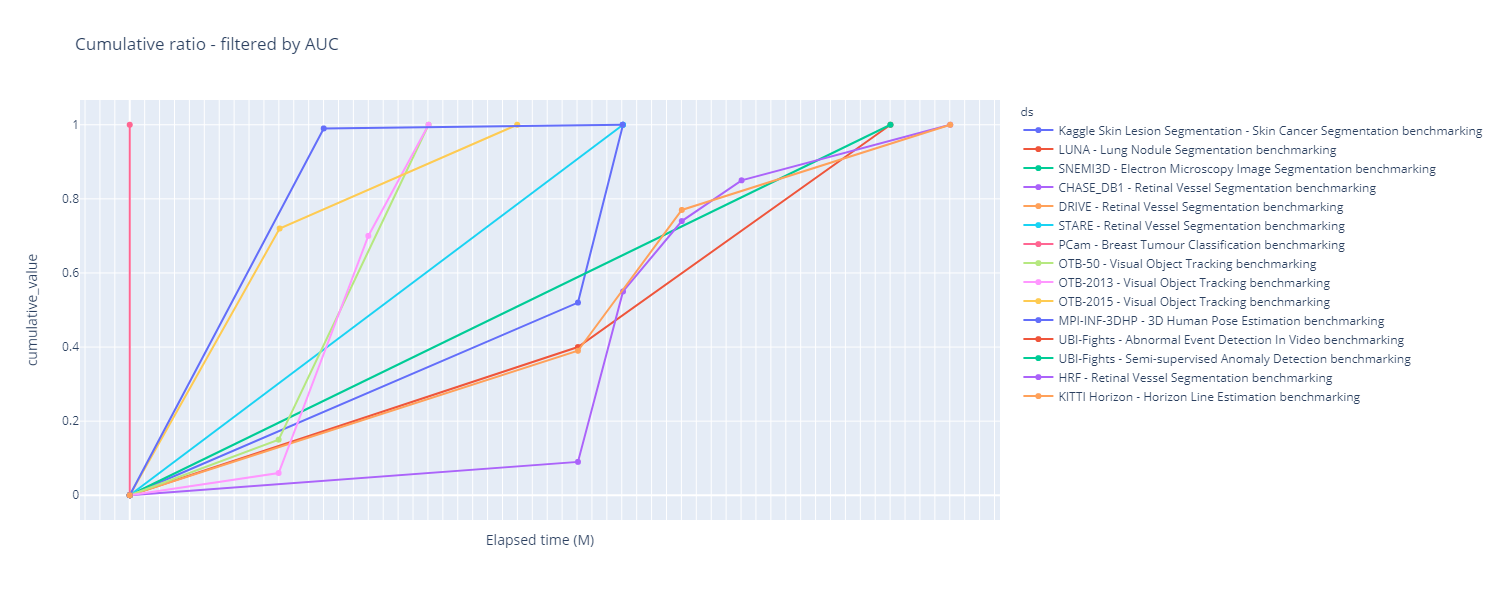 Cumulative ratio - filtered by AUC
ds
Kaggle Skin Lesion Segmentation - Skin Cancer Segmentation benchmarking
LUNA - Lung Nodule Segmentation benchmarking
SNEMI3D - Electron Microscopy Image Segmentation benchmarking
CHASE_DB1 - Retinal Vessel Segmentation benchmarking
DRIVE - Retinal Vessel Segmentation benchmarking
STARE - Retinal Vessel Segmentation benchmarking
PCam - Breast Tumour Classification benchmarking
OTB-50 - Visual Object Tracking benchmarking
OTB-2013 - Visual Object Tracking benchmarking
OTB-2015 - Visual Object Tracking benchmarking
MPI-INF-3DHP - 3D Human Pose Estimation benchmarking
UBI-Fights - Abnormal Event Detection In Video benchmarking
UBI-Fights - Semi-supervised Anomaly Detection benchmarking
HRF - Retinal Vessel Segmentation benchmarking
KITTI Horizon - Horizon Line Estimation benchmarking
1
0.8
0.6
0.4
0.2
0
cumulative_value
Elapsed time (M)